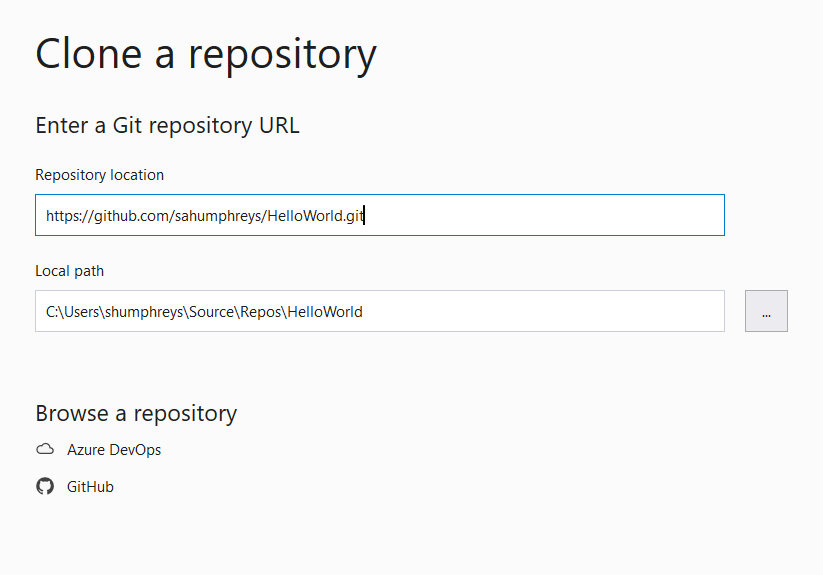 Clone a repository
Enter a Git repository URL
Repository location
https://github.com/sahumphreys/HelloWorld.git
Local path
C:\Users\shumphreys\Source\Repos\HelloWorld
...
Browse a repository
Azure DevOps
GitHub